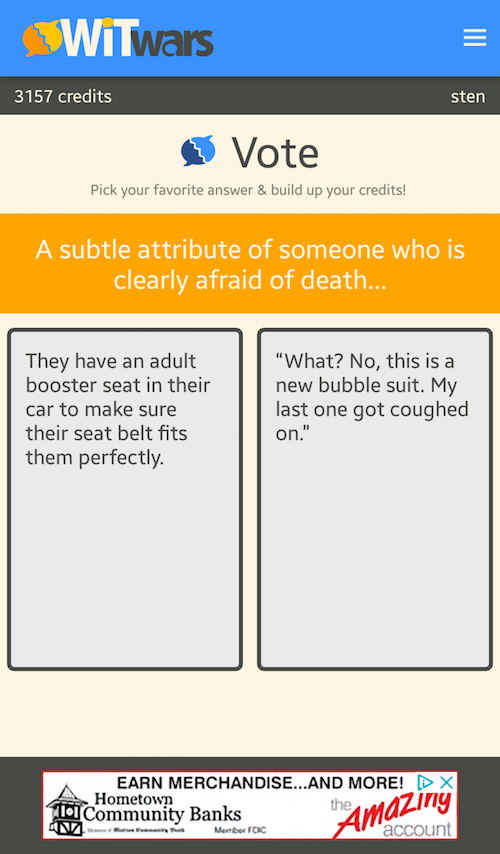 WiTwars
3157 credits
sten
Vote
Pick your favorite answer & build up your credits!
A subtle attribute of someone who is
clearly afraid of death...
They have an adult
booster seat in their
car to make sure
their seat belt fits
them perfectly.
“What? No, this is a
new bubble suit. My
last one got coughed
on.”
EARN MERCHANDISE...AND MORE!
Hometown
Community Banks
Member FDIC
the
Amazing
account